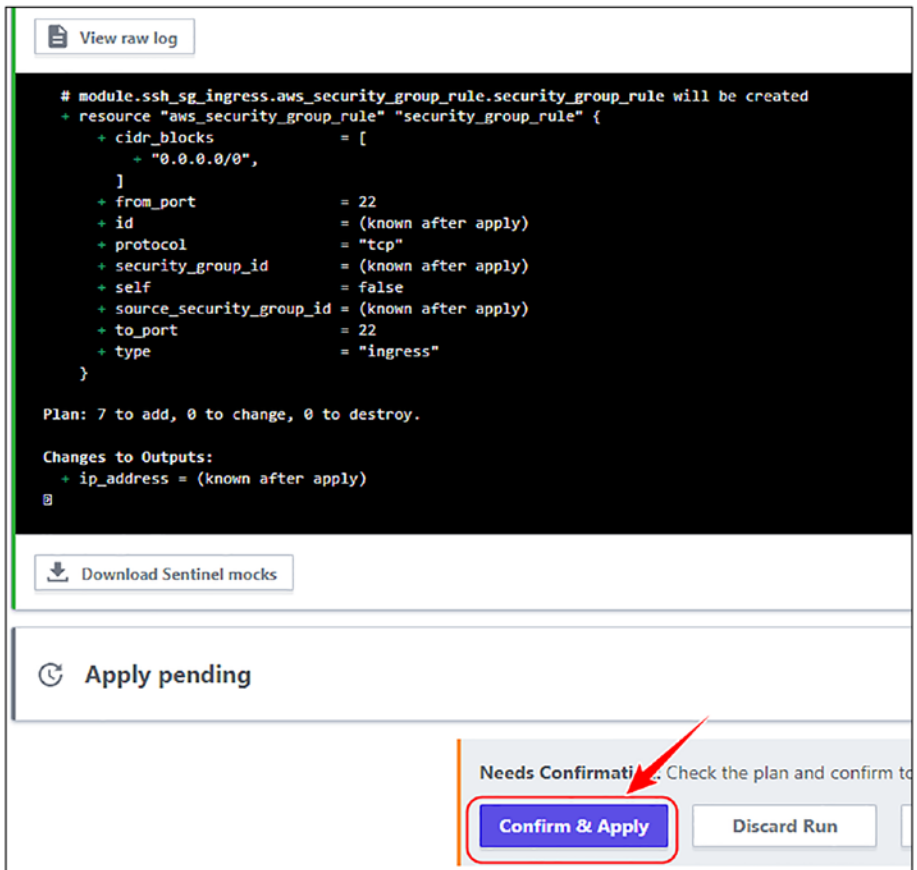 View raw log
# module.ssh_sg_ingress.aws_security_group_rule.security_group_rule will be created
+ resource "aws_security_group_rule" "security_group_rule" {
+ cidr_blocks = [
+ "0.0.0.0/0",
]
+ from_port = 22
+ id = (known after apply)
+ protocol = "tcp"
+ security_group_id = (known after apply)
+ self = false
+ source_security_group_id = (known after apply)
+ to_port = 22
+ type = "ingress"
}
Plan: 7 to add, 0 to change, 0 to destroy.
Changes to Outputs:
+ ip_address = (known after apply)
Download Sentinel mocks
Apply pending
Needs Check the plan and confirm to
Confirm & Apply
Discard Run